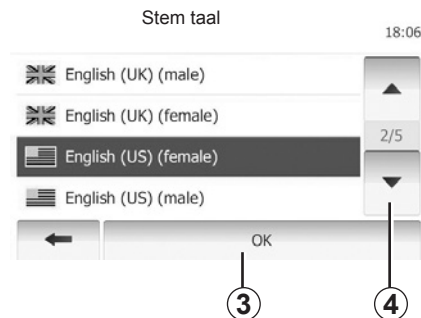 Stem taal
18:06
English (UK) (male)
English (UK) (female)
2/5
English (US) (female)
English (US) (male)
OK
3
4